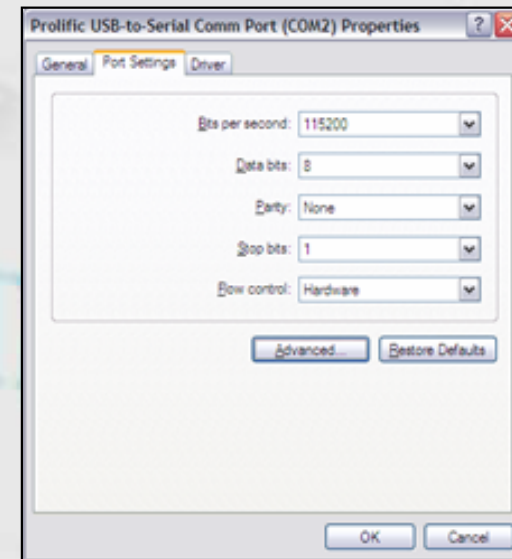 Prolific USB-to-Serial Comm Port (COM2) Properties
General Port Settings Driver
Bits per second: 115200
Data bits: 8
Parity: None
Stop bits: 1
Flow control: Hardware
Advanced... Restore Defaults
OK Cancel